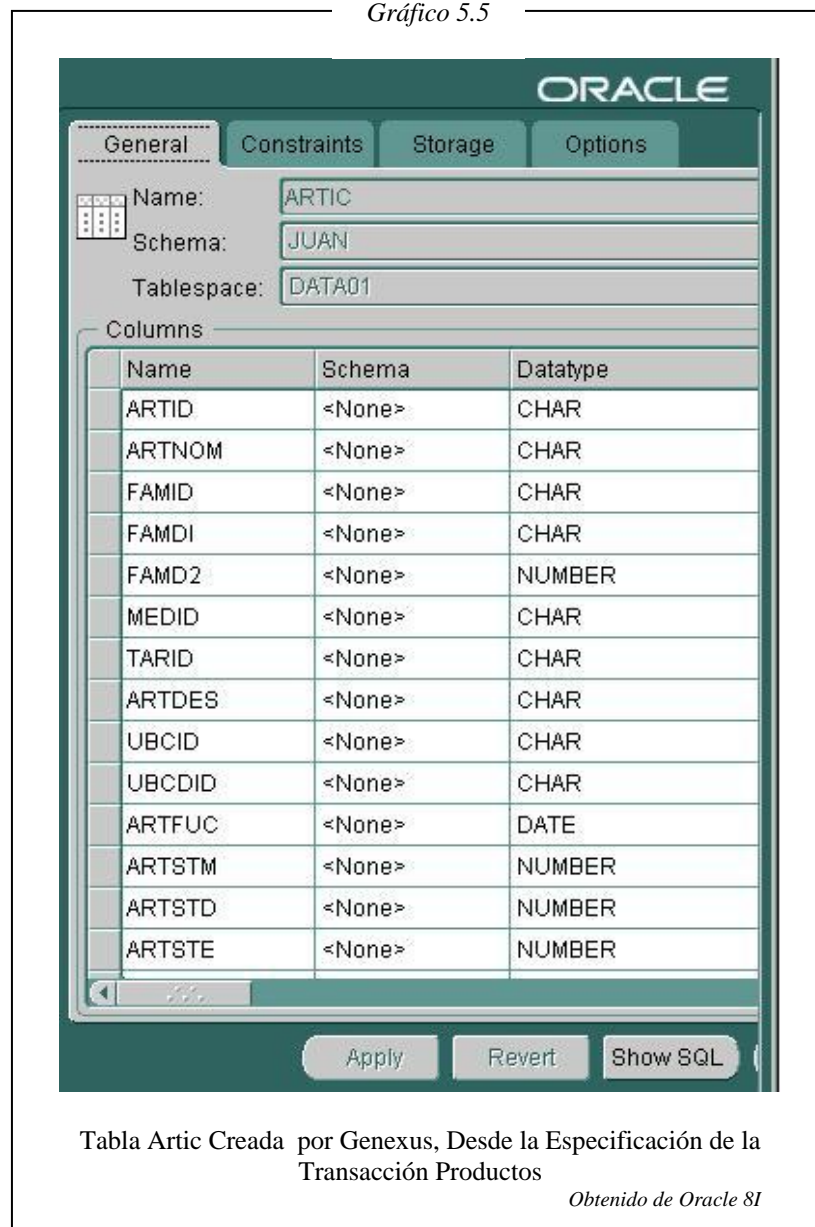 Gráfico 5.5
ORACLE
General Constraints Storage Options
Name: ARTIC
Schema: JUAN
Tablespace: DATA01
Columns
Name Schema Datatype
ARTID <None> CHAR
ARTNOM <None> CHAR
FAMID <None> CHAR
FAMDI <None> CHAR
FAMD2 <None> NUMBER
MEDID <None> CHAR
TARID <None> CHAR
ARTDES <None> CHAR
UBCID <None> CHAR
UBCDID <None> CHAR
ARTFUC <None> DATE
ARTSTM <None> NUMBER
ARTSTD <None> NUMBER
ARTSTE <None> NUMBER
Apply Revert Show SQL
Tabla Artic Creada por Genexus, Desde la Especificación de la
Transacción Productos
Obtenido de Oracle 8I